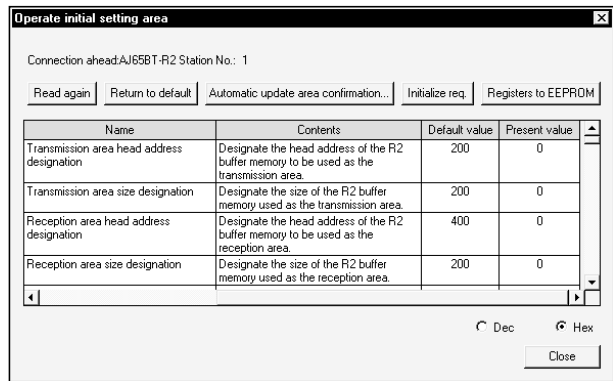 Operate initial setting area
Connection ahead:AJ65BT-R2 Station No.: 1
Read again Return to default Automatic update area confirmation... Initialize req. Registers to EEPROM
Name Contents Default value Present value
Transmission area head address designation Designate the head address of the R2 buffer memory to be used as the transmission area. 200 0
Transmission area size designation Designate the size of the R2 buffer memory used as the transmission area. 200 0
Reception area head address designation Designate the head address of the R2 buffer memory to be used as the reception area. 400 0
Reception area size designation Designate the size of the R2 buffer memory used as the reception area. 200 0
Dec Hex
Close